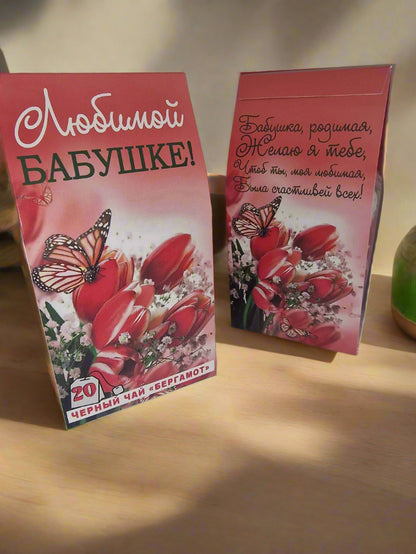 Любимой
БАБУШКЕ!
20
ЧЕРНЫЙ ЧАЙ «БЕРГАМОТ»
Бабушка, родимая,
Желаю я тебе,
Чтоб ты, моя любимая,
Была счастливей всех!